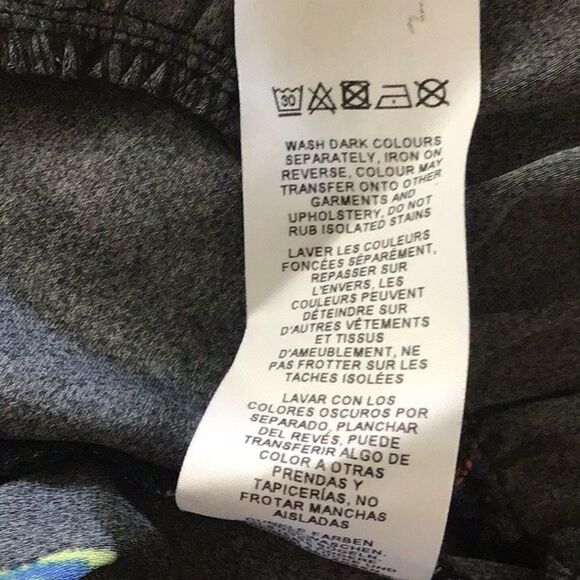 30
WASH DARK COLOURS
SEPARATELY, IRON ON
REVERSE, COLOUR MAY
TRANSFER ONTO OTHER
GARMENTS AND
UPHOLSTERY, DO NOT
RUB ISOLATED STAINS
LAVER LES COULEURS
FONCÉES SÉPARÉMENT,
REPASSER SUR
L'ENVERS, LES
COULEURS PEUVENT
DÉTEINDRE SUR
D'AUTRES VÊTEMENTS
ET TISSUS
D'AMEUBLEMENT, NE
PAS FROTTER SUR LES
TACHES ISOLÉES
LAVAR CON LOS
COLORES OSCUROS POR
SEPARADO, PLANCHAR
DEL REVÉS, PUEDE
TRANSFERIR ALGO DE
COLOR A OTRAS
PRENDAS Y
TAPICERÍAS, NO
FROTAR MANCHAS
AISLADAS
DUNKLE FARBEN